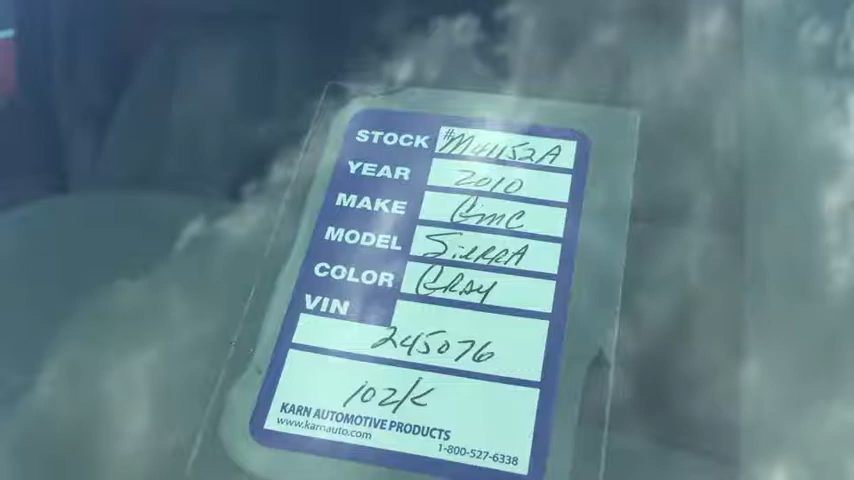 STOCK #M41152A
YEAR 2010
MAKE GMC
MODEL SiERRA
COLOR GRAY
VIN
245076
102K
KARN AUTOMOTIVE PRODUCTS
www.karnauto.com
1-800-527-6338